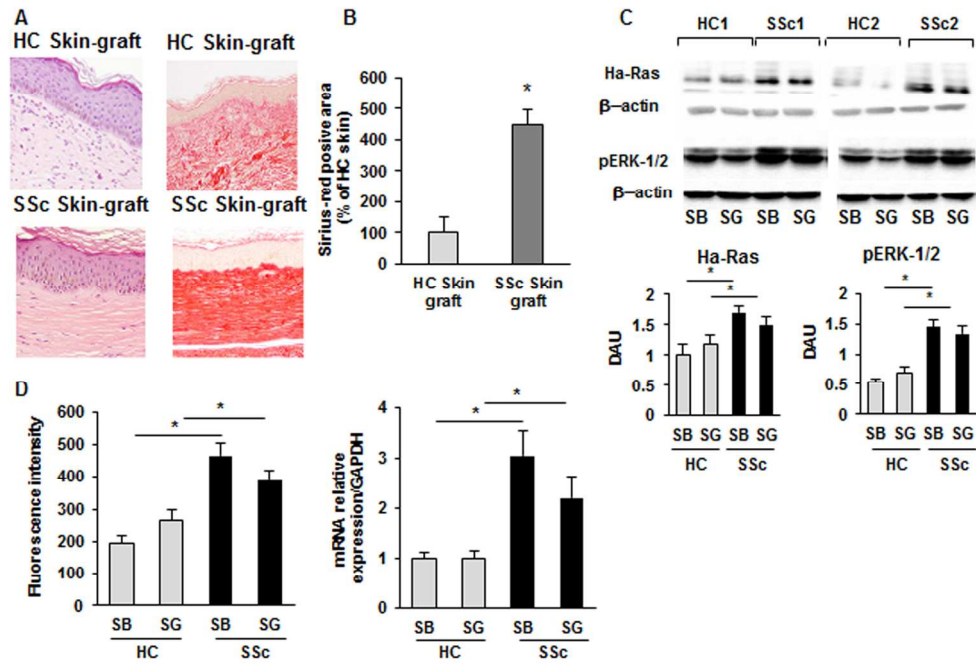 A
HC Skin-graft
HC Skin-graft
SSc Skin-graft
SSc Skin-graft
B
Sirius-red posive area
(% of HC skin)
600
500
400
300
200
100
0
*
HC Skin
graft
SSc Skin
graft
C
HC1
SSc1
HC2
SSc2
Ha-Ras
β–actin
pERK-1/2
β–actin
SB
SG
SB
SG
SB
SG
SB
SG
Ha-Ras
*
*
DAU
2
1.5
1
0.5
0
SB
SG
SB
SG
HC
SSc
pERK-1/2
*
*
DAU
2
1.5
1
0.5
0
SB
SG
SB
SG
HC
SSc
D
Fluorescence intensity
600
500
400
300
200
100
0
*
*
SB
SG
SB
SG
HC
SSc
mRNA relative
expression/GAPDH
4
3
2
1
0
*
*
SB
SG
SB
SG
HC
SSc